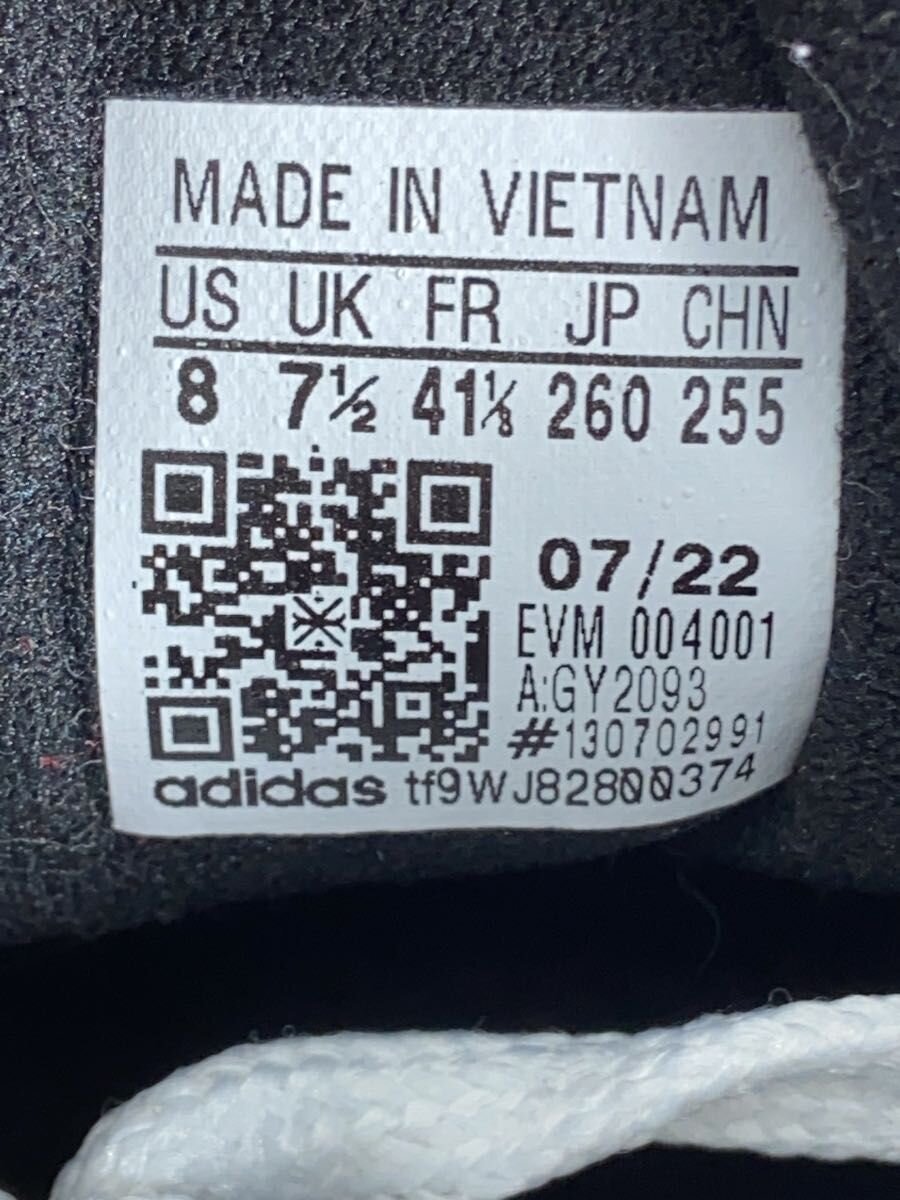 MADE IN VIETNAM
US UK FR JP CHN
8 7½ 41⅓ 260 255
07/22
EVM 004001
A:GY2093
#130702991
adidas tf9WJ82800374